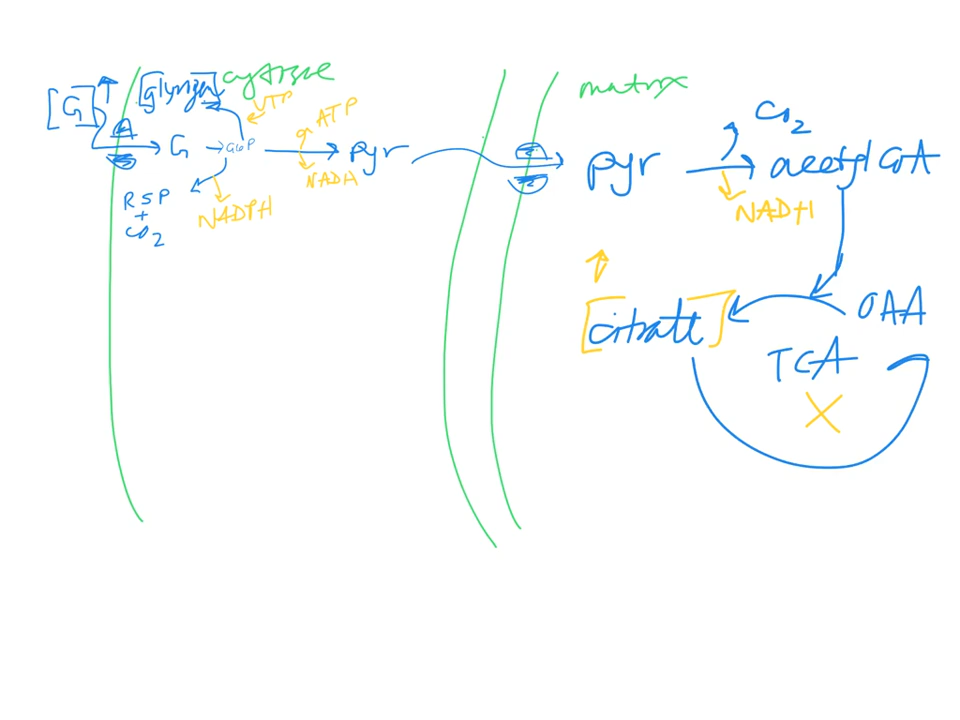 [G]↑
[glycogen]
cytosol
UTP
ATP
G → G6P
pyr
NADH
R5P
+
CO2
NADPH
matrix
CO2
pyr
acetyl CoA
NADH
[citrate]
OAA
TCA
X